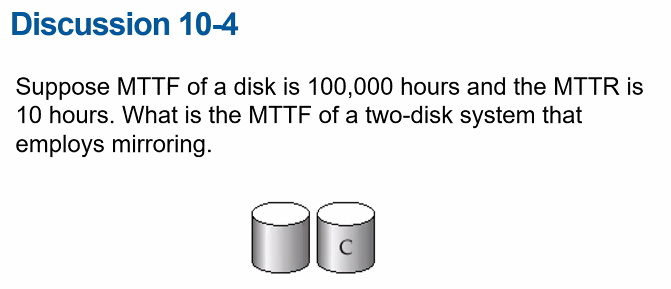 Discussion 10-4
Suppose MTTF of a disk is 100,000 hours and the MTTR is
10 hours. What is the MTTF of a two-disk system that
employs mirroring.
C